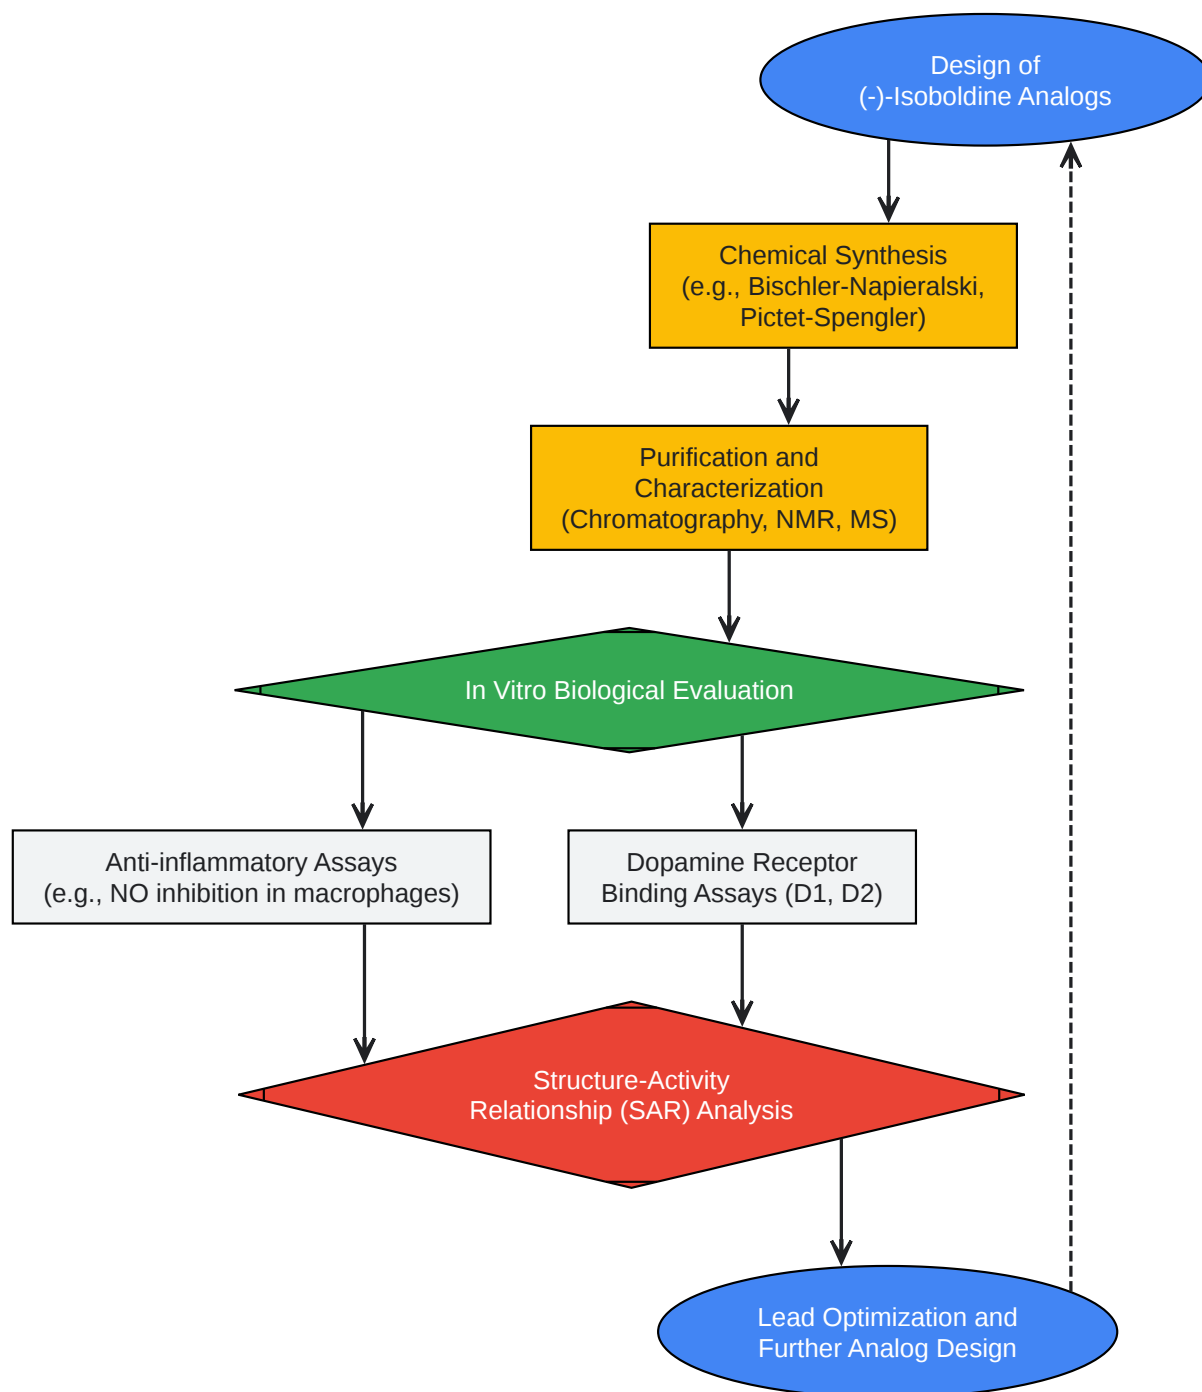 Design of
(-)-Isoboldine Analogs
Chemical Synthesis
(e.g., Bischler-Napieralski,
Pictet-Spengler)
Purification and
Characterization
(Chromatography, NMR, MS)
In Vitro Biological Evaluation
Anti-inflammatory Assays
(e.g., NO inhibition in macrophages)
Dopamine Receptor
Binding Assays (D1, D2)
Structure-Activity
Relationship (SAR) Analysis
Lead Optimization and
Further Analog Design